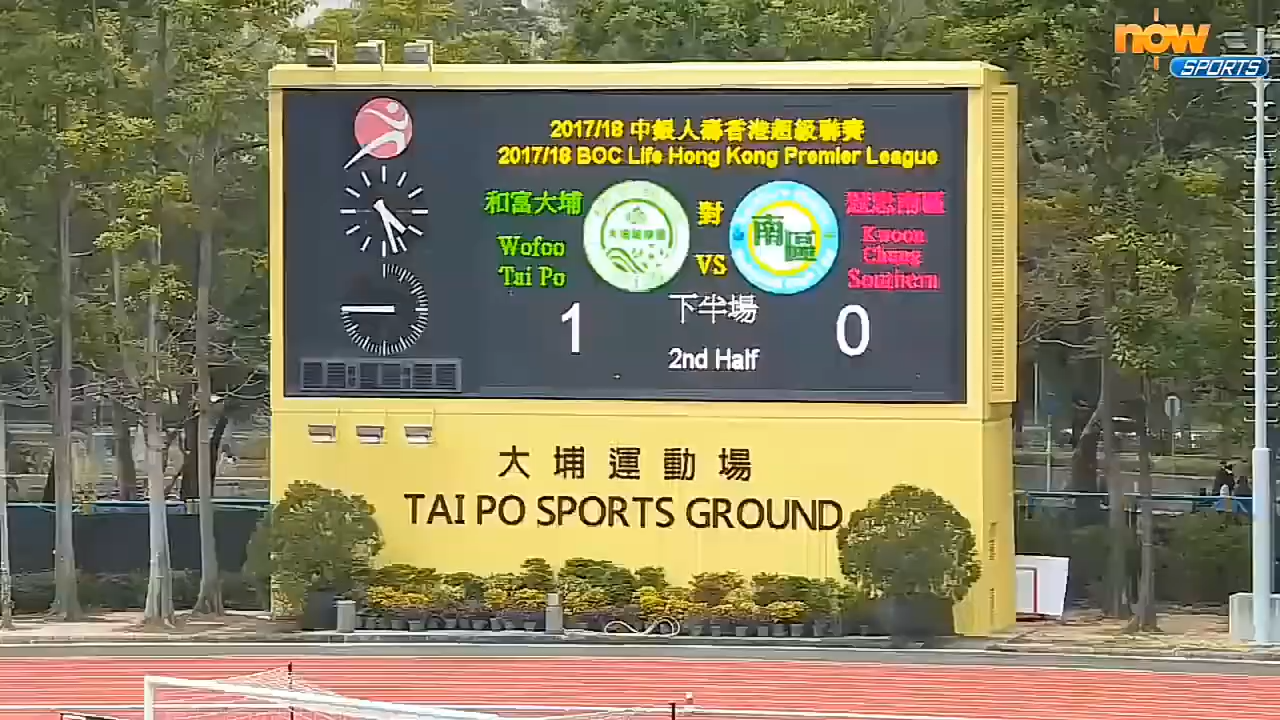 now
SPORTS
2017/18 中銀人壽香港超級聯賽
2017/18 BOC Life Hong Kong Premier League
和富大埔
Wofoo
Tai Po
對
VS
南區
Kwoon
Chung
Southern
1
下半場
2nd Half
0
大埔運動場
TAI PO SPORTS GROUND